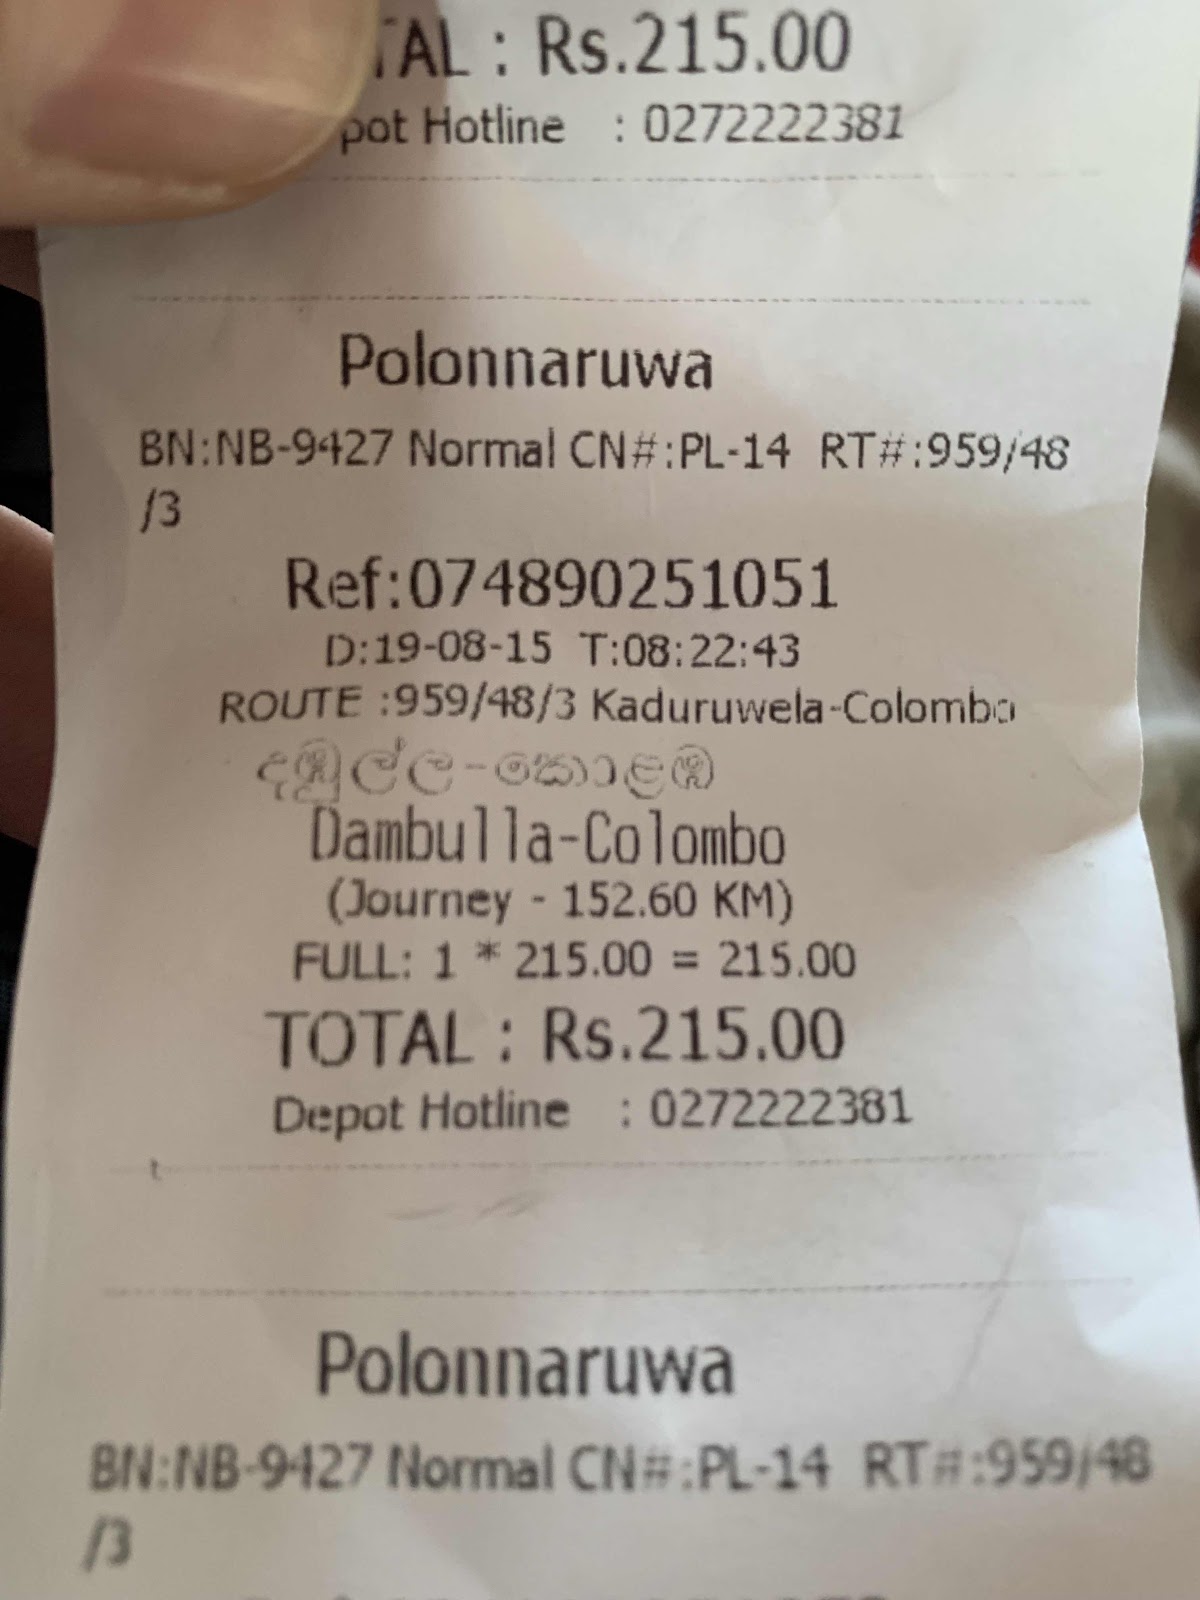 TAL : Rs.215.00
pot Hotline : 0272222381
Polonnaruwa
BN:NB-9427 Normal CN#:PL-14 RT#:959/48
/3
Ref:074890251051
D:19-08-15 T:08:22:43
ROUTE :959/48/3 Kaduruwela-Colombo
දඹුල්ල-කොළඹ
Dambulla-Colombo
(Journey - 152.60 KM)
FULL: 1 * 215.00 = 215.00
TOTAL : Rs.215.00
Depot Hotline : 0272222381
Polonnaruwa
BN:NB-9427 Normal CN#:PL-14 RT#:959/48
/3